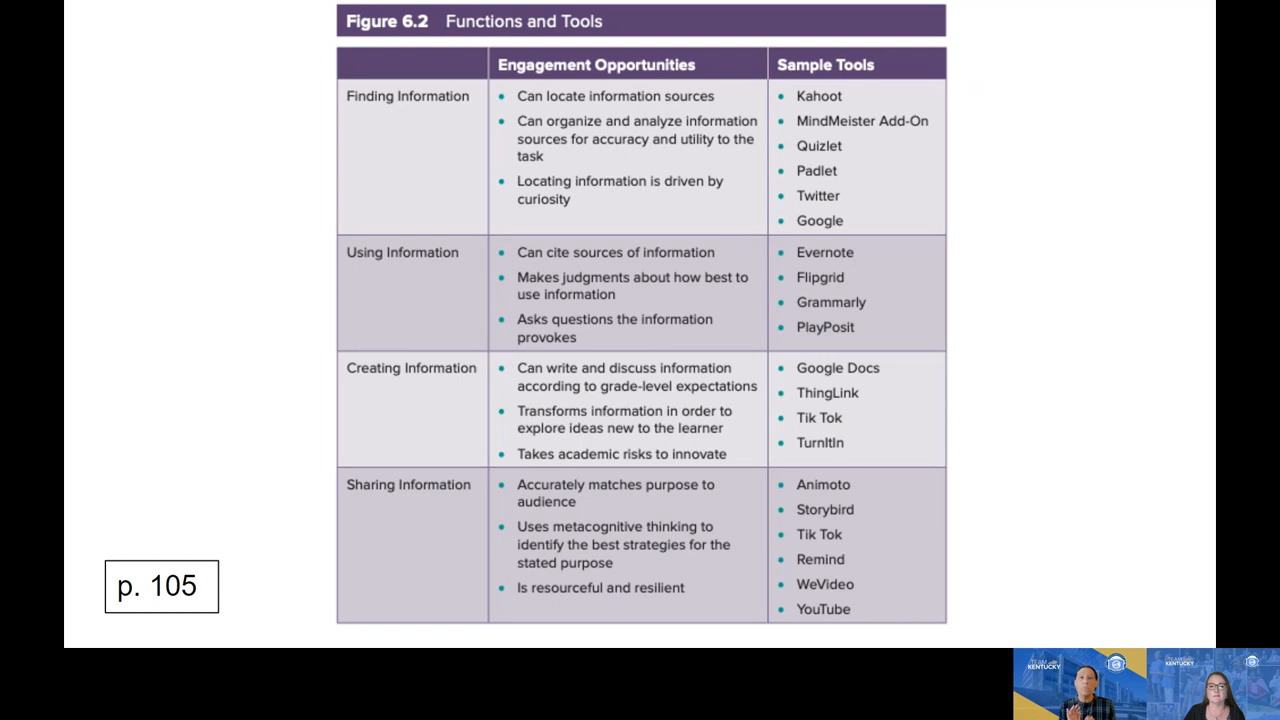 Figure 6.2 Functions and Tools
Engagement Opportunities Sample Tools
Finding Information
• Can locate information sources
• Can organize and analyze information
sources for accuracy and utility to the
task
• Locating information is driven by
curiosity
• Kahoot
• MindMeister Add-On
• Quizlet
• Padlet
• Twitter
• Google
Using Information
• Can cite sources of information
• Makes judgments about how best to
use information
• Asks questions the information
provokes
• Evernote
• Flipgrid
• Grammarly
• PlayPosit
Creating Information
• Can write and discuss information
according to grade-level expectations
• Transforms information in order to
explore ideas new to the learner
• Takes academic risks to innovate
• Google Docs
• ThingLink
• Tik Tok
• TurnItIn
Sharing Information
• Accurately matches purpose to
audience
• Uses metacognitive thinking to
identify the best strategies for the
stated purpose
• Is resourceful and resilient
• Animoto
• Storybird
• Tik Tok
• Remind
• WeVideo
• YouTube
p. 105
TEAM
KENTUCKY
TEAM
KENTUCKY